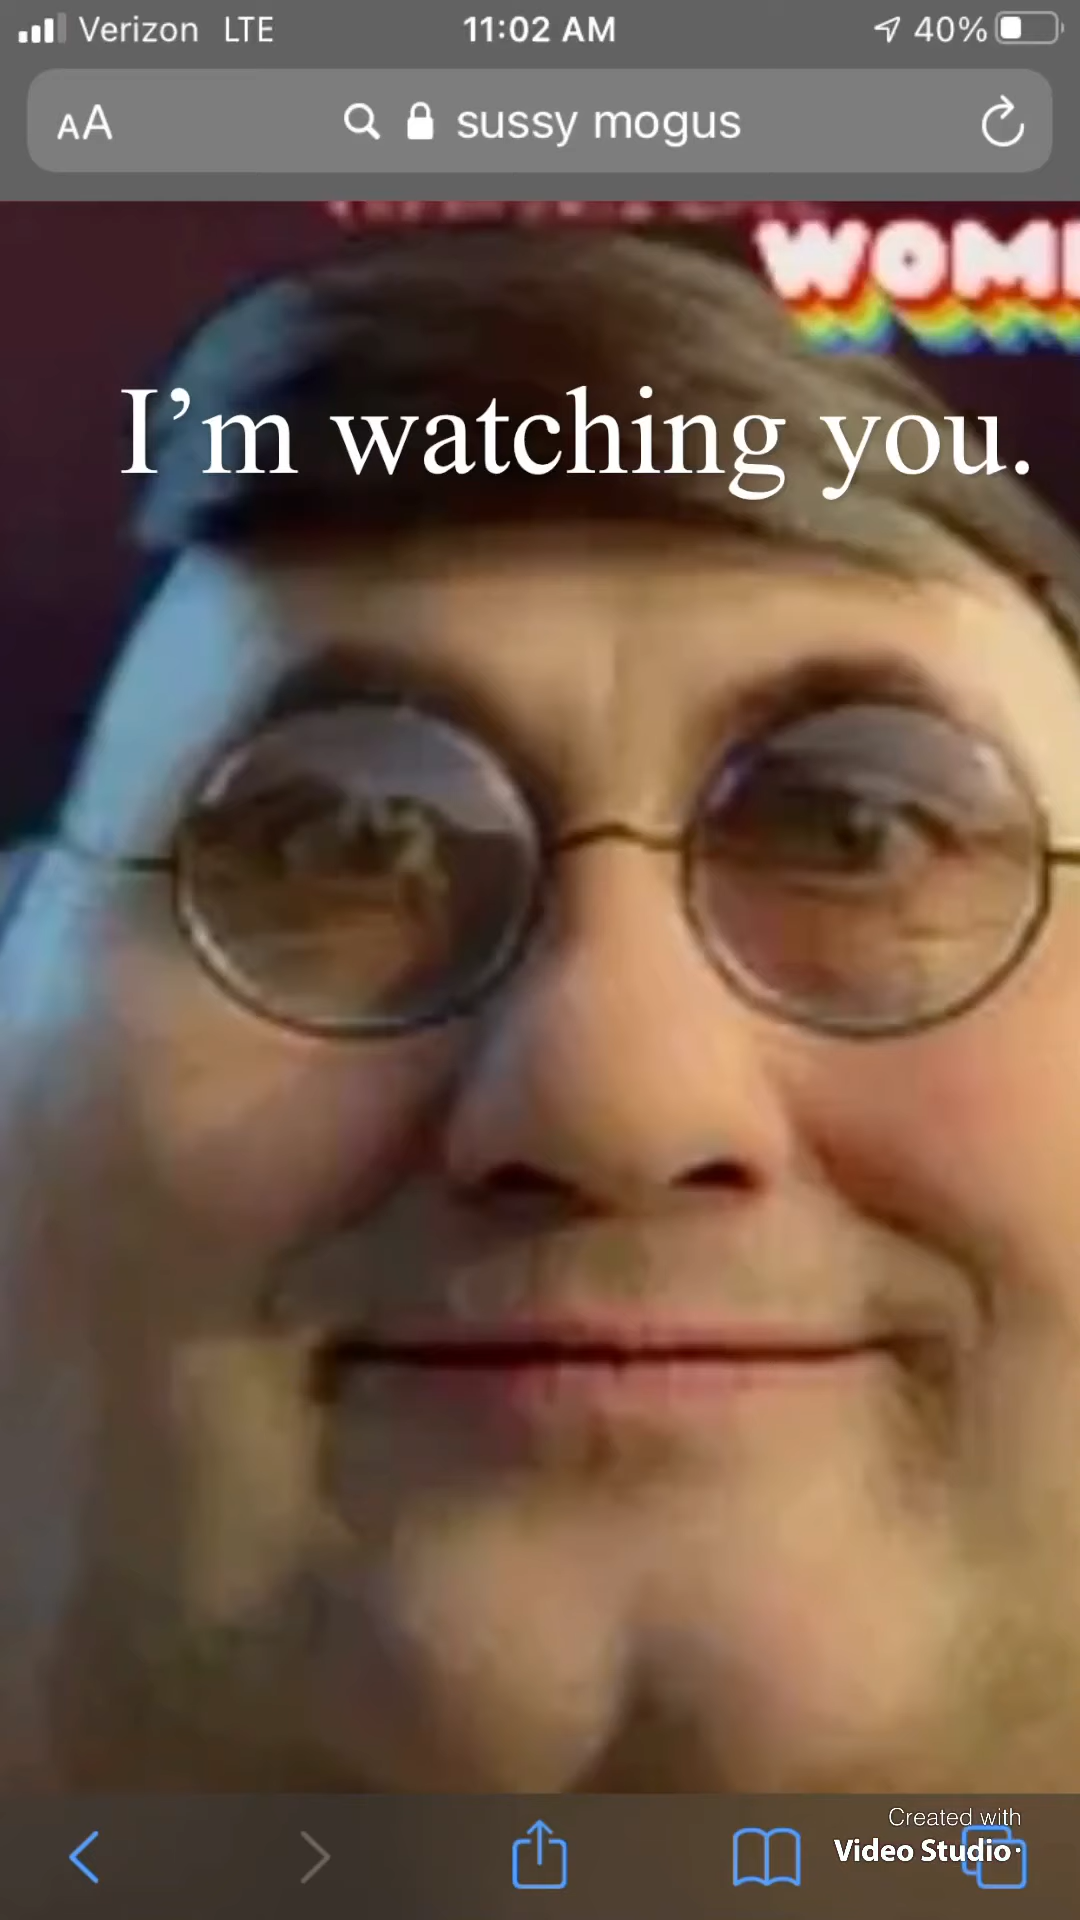 Verizon LTE 11:02 AM 40%
AA sussy mogus
I’m watching you.
Created with
Video Studio